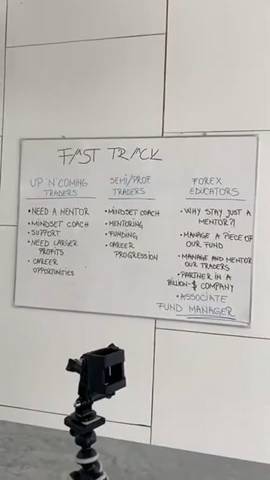 FAST TRACK
UP N' COMING
TRADERS
• NEED A MENTOR
• MINDSET COACH
• SUPPORT
• NEED LARGER
PROFITS
• CAREER
OPPORTUNITIES
SEMI/PROF
TRADERS
• MINDSET COACH
• MENTORING
• FUNDING
• CAREER
PROGRESSION
FOREX
EDUCATORS
• WHY STAY JUST A
MENTOR?!
• MANAGE A PIECE OF
OUR FUND
• MANAGE AND MENTOR
OUR TRADERS
• PARTNER IN A
BILLION-$ COMPANY
• ASSOCIATE
FUND MANAGER